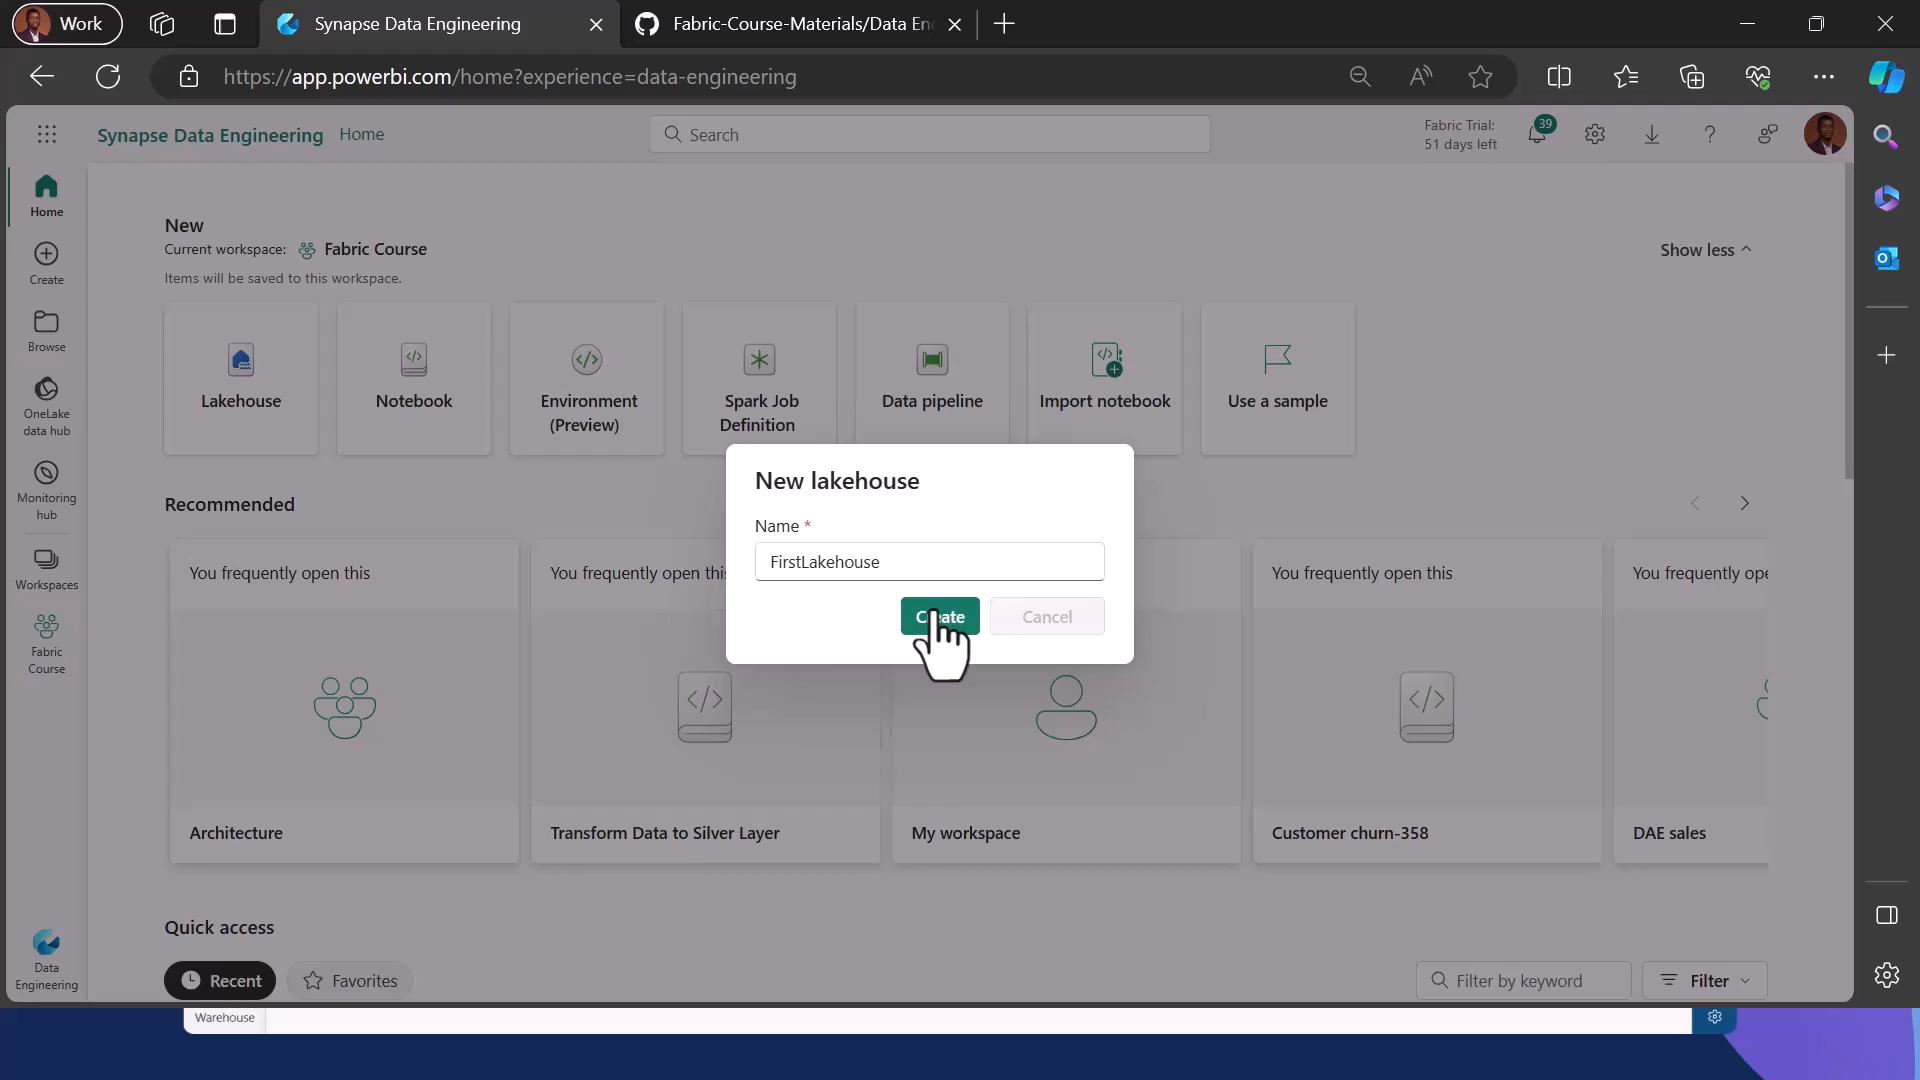 Work
Synapse Data Engineering
Fabric-Course-Materials/Data En
https://app.powerbi.com/home?experience=data-engineering
Synapse Data Engineering
Home
Search
Fabric Trial:
51 days left
39
Home
Create
Browse
OneLake
data hub
Monitoring
hub
Workspaces
Fabric
Course
Data
Engineering
New
Current workspace:
Fabric Course
Items will be saved to this workspace.
Show less
Lakehouse
Notebook
Environment
(Preview)
Spark Job
Definition
Data pipeline
Import notebook
Use a sample
New lakehouse
Name *
FirstLakehouse
Create
Cancel
Recommended
You frequently open this
You frequently open this
You frequently open this
You frequently ope
Architecture
Transform Data to Silver Layer
My workspace
Customer churn-358
DAE sales
Quick access
Recent
Favorites
Filter by keyword
Filter
Warehouse